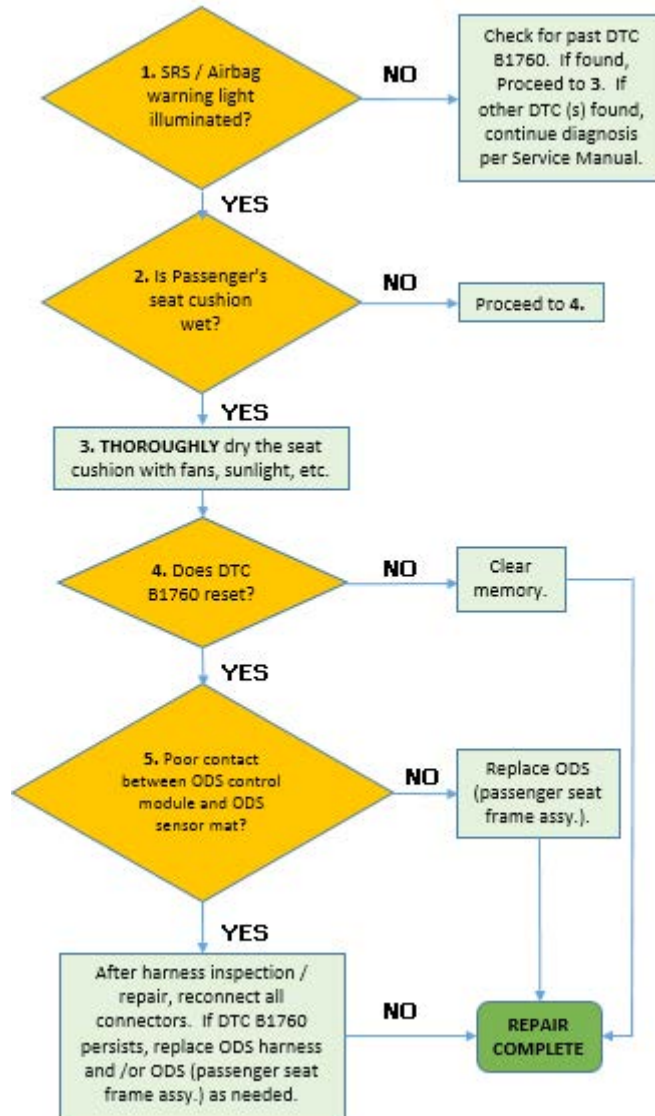 1. SRS / Airbag
warning light
illuminated?
NO
Check for past DTC
B1760. If found,
Proceed to 3. If
other DTC (s) found,
continue diagnosis
per Service Manual.
YES
2. Is Passenger's
seat cushion
wet?
NO
Proceed to 4.
YES
3. THOROUGHLY dry the seat
cushion with fans, sunlight, etc.
4. Does DTC
B1760 reset?
NO
Clear
memory.
YES
5. Poor contact
between ODS control
module and ODS
sensor mat?
NO
Replace ODS
(passenger seat
frame assy.).
YES
After harness inspection /
repair, reconnect all
connectors. If DTC B1760
persists, replace ODS harness
and /or ODS (passenger seat
frame assy.) as needed.
NO
REPAIR
COMPLETE